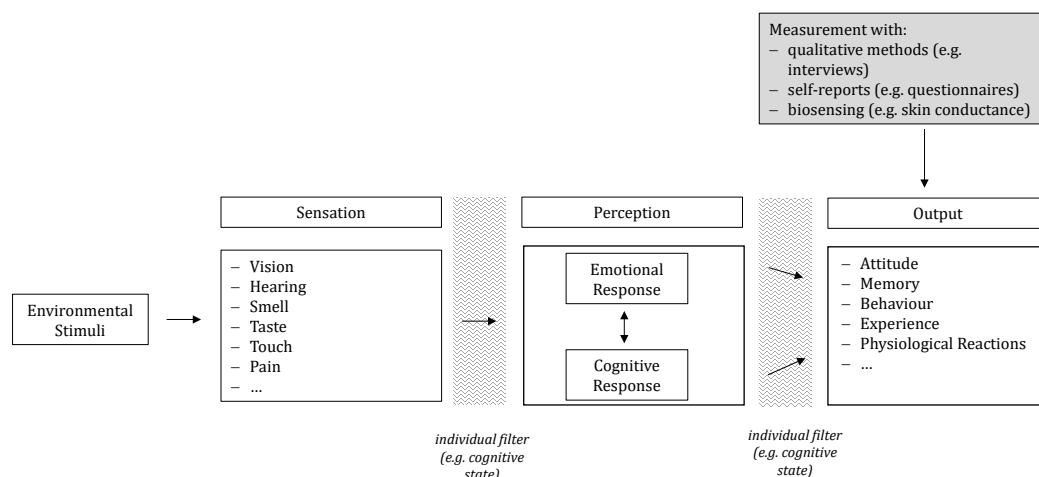 Measurement with:
– qualitative methods (e.g.
interviews)
– self-reports (e.g. questionnaires)
– biosensing (e.g. skin conductance)
Sensation
Perception
Output
Environmental
Stimuli
– Vision
– Hearing
– Smell
– Taste
– Touch
– Pain
– ...
Emotional
Response
Cognitive
Response
– Attitude
– Memory
– Behaviour
– Experience
– Physiological Reactions
– ...
individual filter
(e.g. cognitive
state)
individual filter
(e.g. cognitive
state)